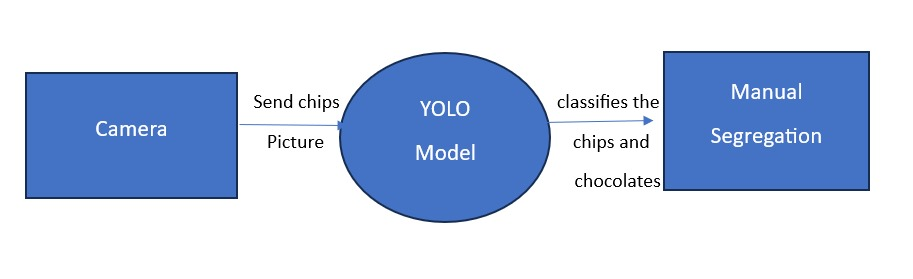 Camera
Send chips
Picture
YOLO
Model
classifies the
chips and
chocolates
Manual
Segregation